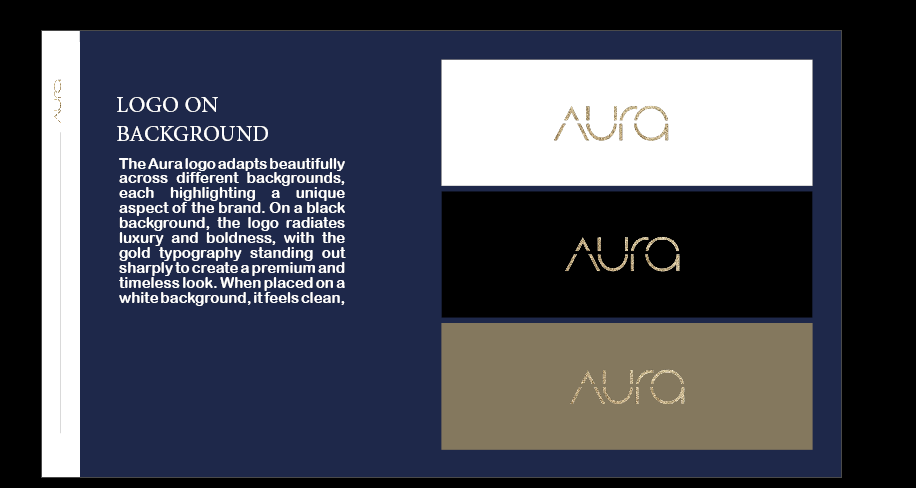 Aura
LOGO ON
BACKGROUND
The Aura logo adapts beautifully
across different backgrounds,
each highlighting a unique
aspect of the brand. On a black
background, the logo radiates
luxury and boldness, with the
gold typography standing out
sharply to create a premium and
timeless look. When placed on a
white background, it feels clean,
Aura
Aura
Aura